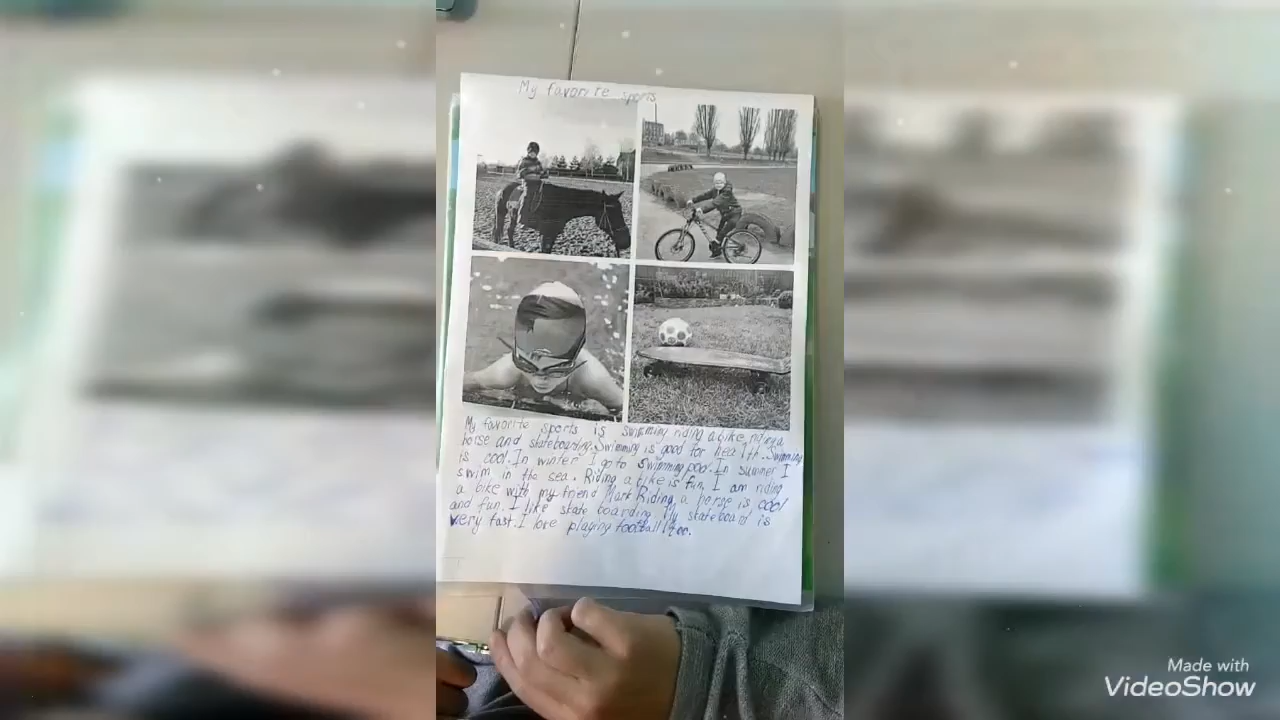 My favorite sports
My favorite sports is swimming riding a bike riding a
horse and skateboarding. Swimming is good for health. Swimming
is cool. In winter I go to swimming pool. In summer I
swim in the sea. Riding a bike is fun, I am riding
a bike with my friend Mark. Riding a horse is cool
and fun. I like skate boarding. My skateboard is
very fast. I love playing football too.
Made with
VideoShow